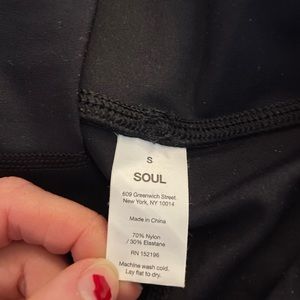 S
SOUL
609 Greenwich Street
New York, NY 10014
Made in China
70% Nylon
/ 30% Elastane
RN 152196
Machine wash cold.
Lay flat to dry.